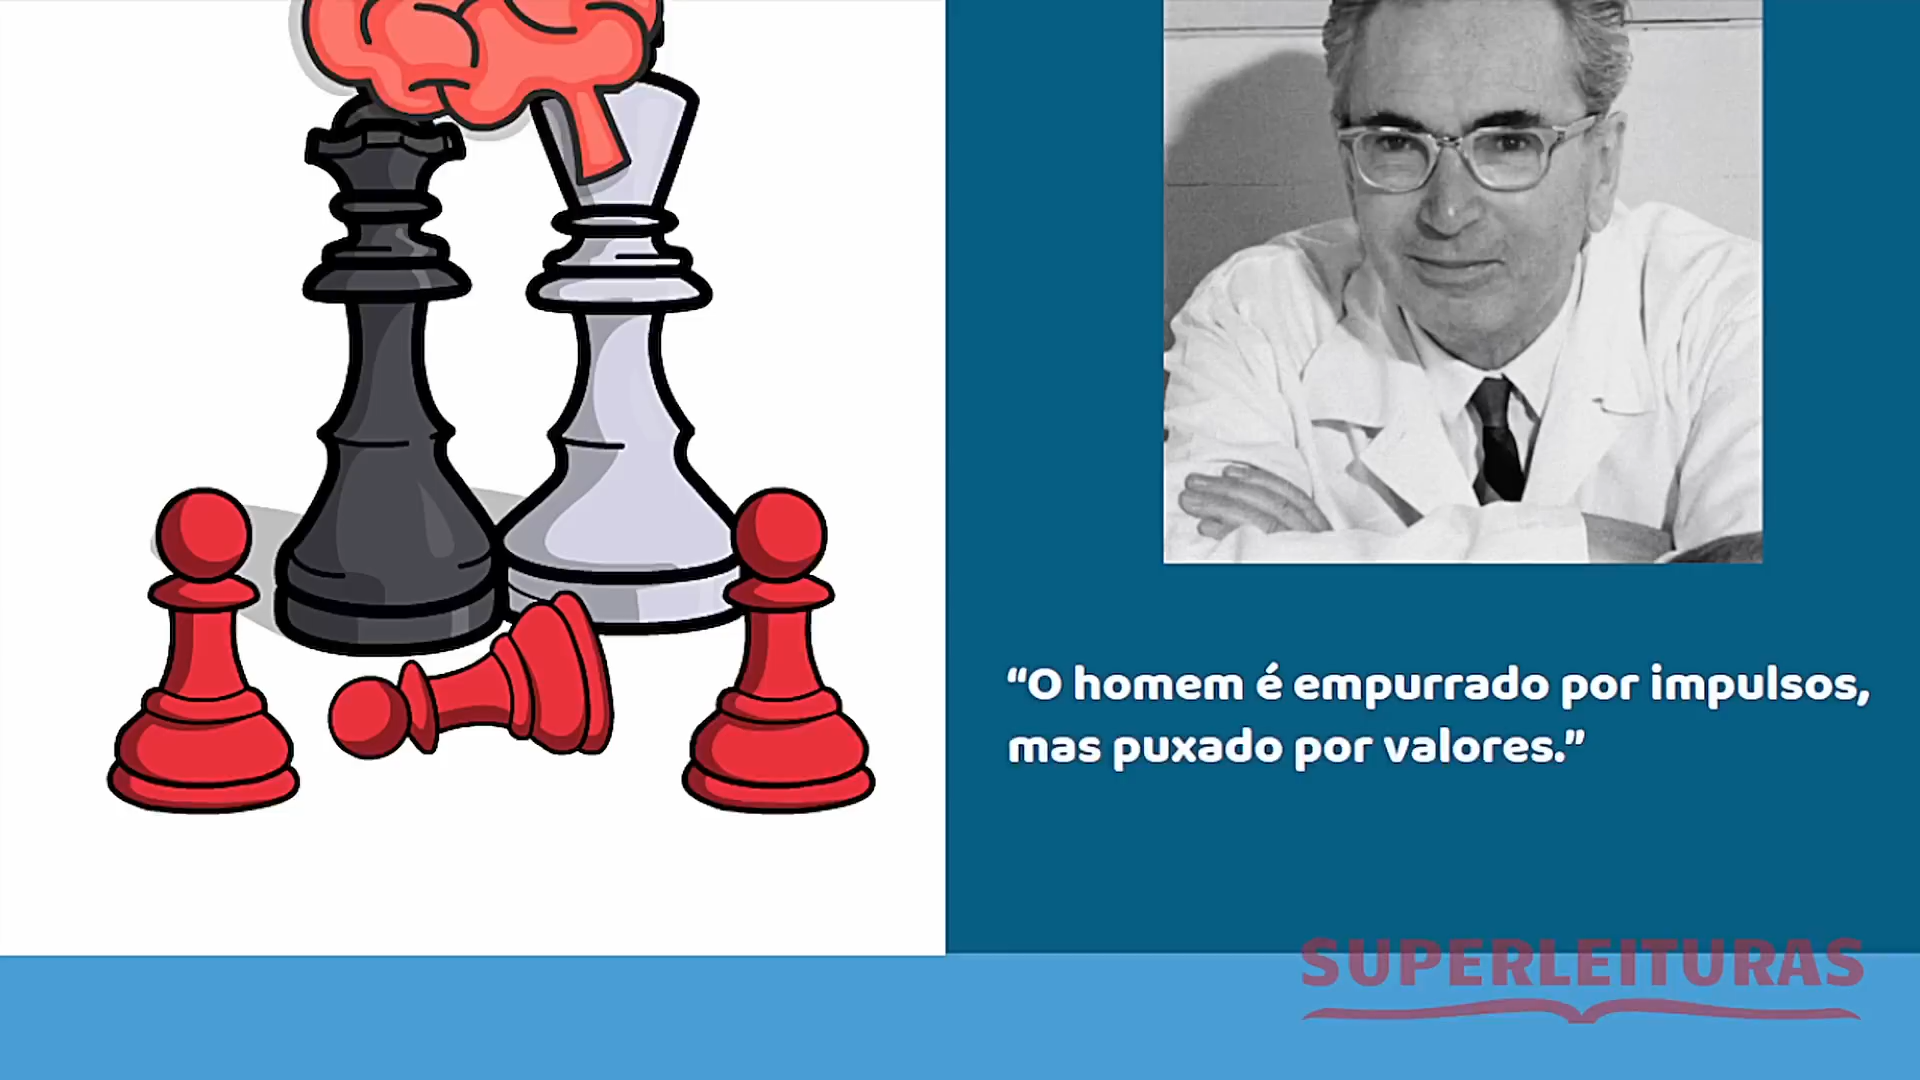 “O homem é empurrado por impulsos,
mas puxado por valores.”
SUPERLEITURAS